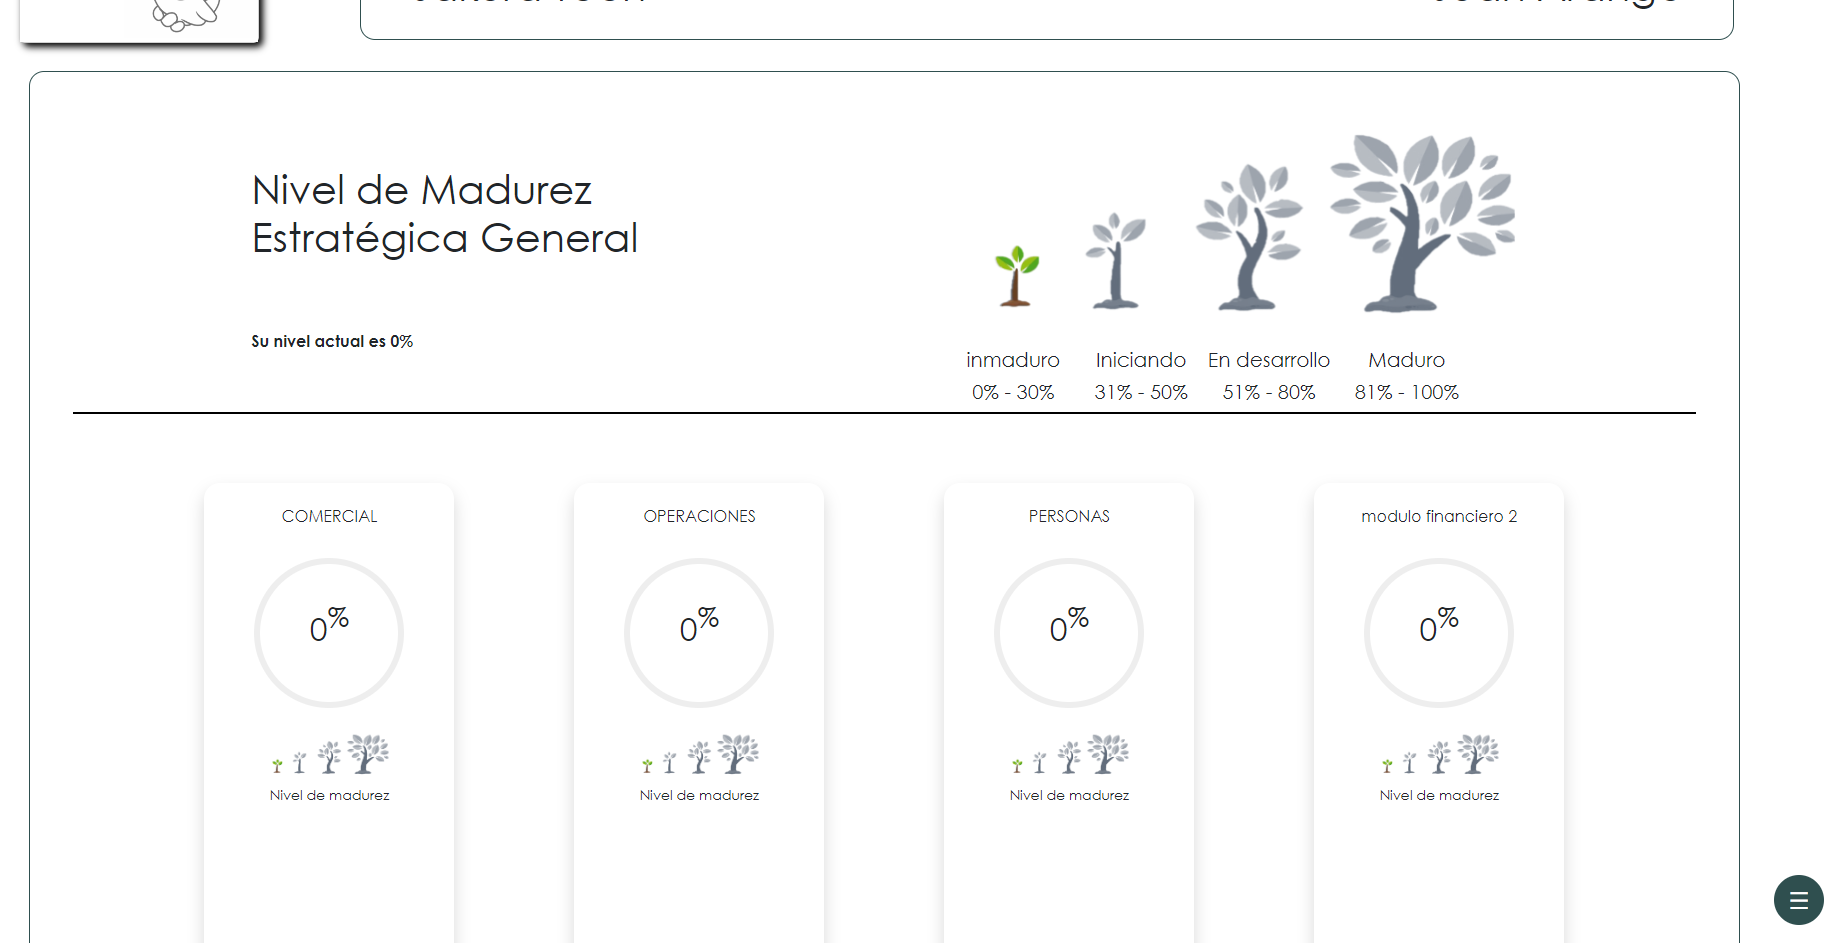 Nivel de Madurez
Estratégica General
Su nivel actual es 0%
inmaduro Iniciando En desarrollo Maduro
0% - 30% 31% - 50% 51% - 80% 81% - 100%
COMERCIAL OPERACIONES PERSONAS modulo financiero 2
0% 0% 0% 0%
Nivel de madurez Nivel de madurez Nivel de madurez Nivel de madurez